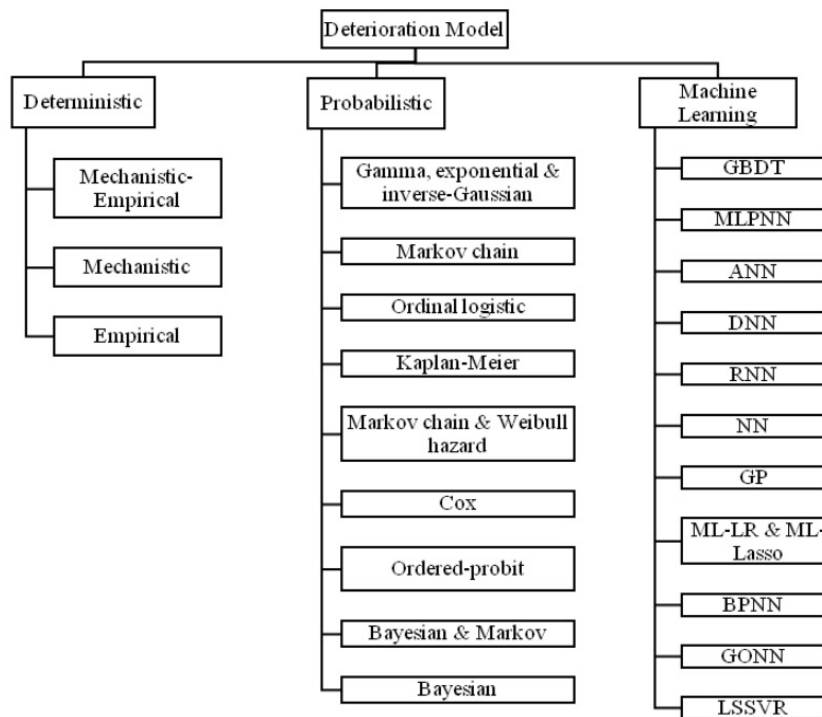 Deterioration Model
Deterministic
Mechanistic-
Empirical
Mechanistic
Empirical
Probabilistic
Gamma, exponential &
inverse-Gaussian
Markov chain
Ordinal logistic
Kaplan-Meier
Markov chain & Weibull
hazard
Cox
Ordered-probit
Bayesian & Markov
Bayesian
Machine
Learning
GBDT
MLPNN
ANN
DNN
RNN
NN
GP
ML-LR & ML-
Lasso
BPNN
GONN
LSSVR